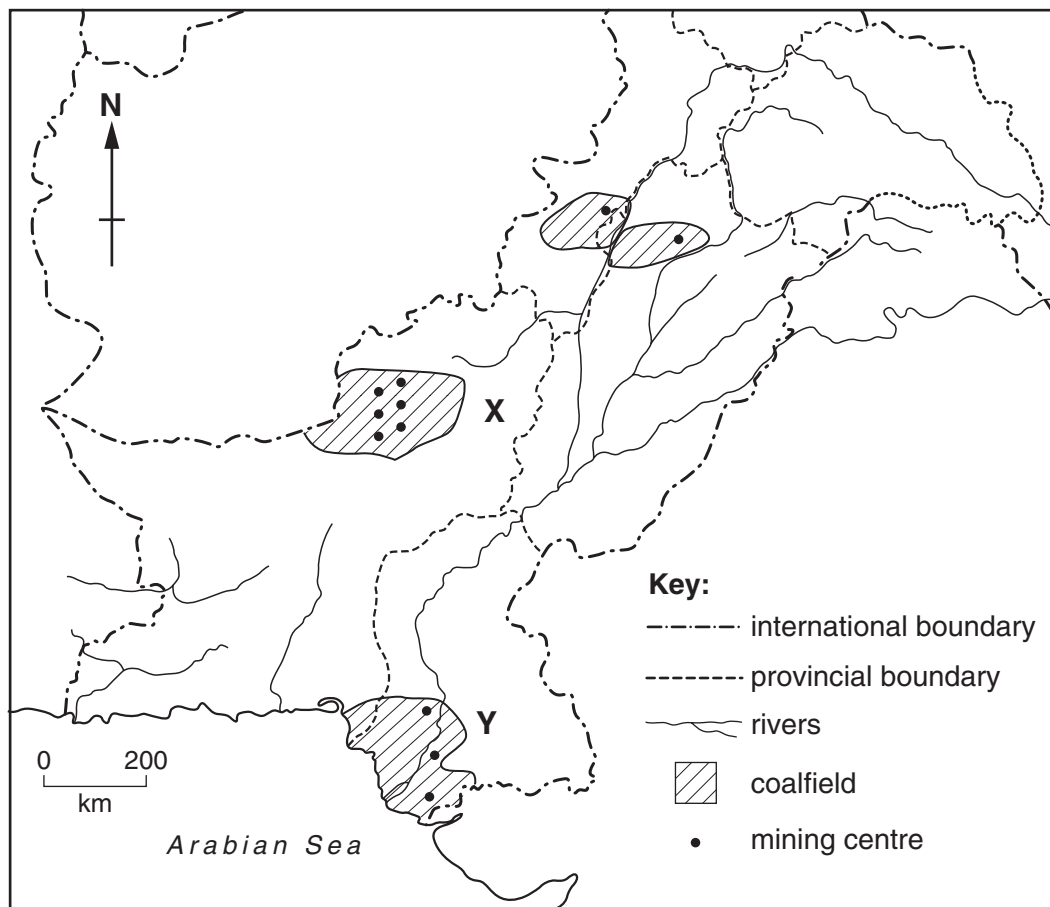 N
X
Key:
international boundary
provincial boundary
Y
rivers
0 200
km
coalfield
mining centre
Arabian Sea